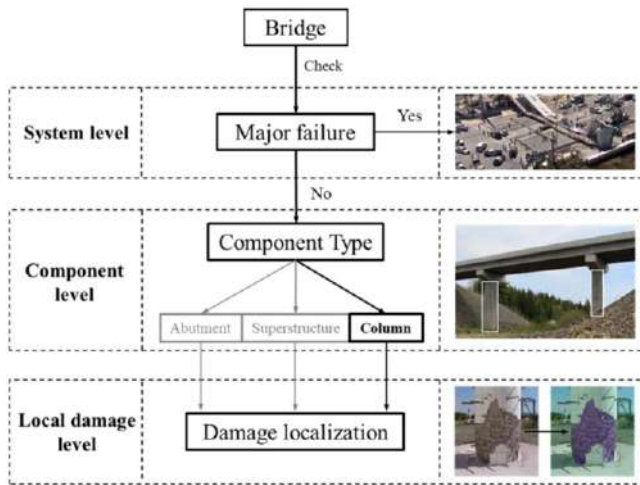 Bridge
Check
System level
Major failure
Yes
No
Component
level
Component Type
Abutment
Superstructure
Column
Local damage
level
Damage localization